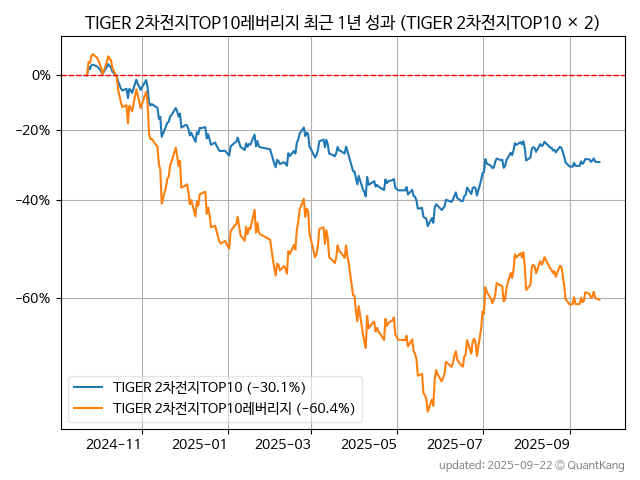 TIGER 2차전지TOP10레버리지 최근 1년 성과 (TIGER 2차전지TOP10 × 2)
0%
−20%
−40%
−60%
TIGER 2차전지TOP10 (−30.1%)
TIGER 2차전지TOP10레버리지 (−60.4%)
2024-11 2025-01 2025-03 2025-05 2025-07 2025-09
updated: 2025-09-22 © QuantKang